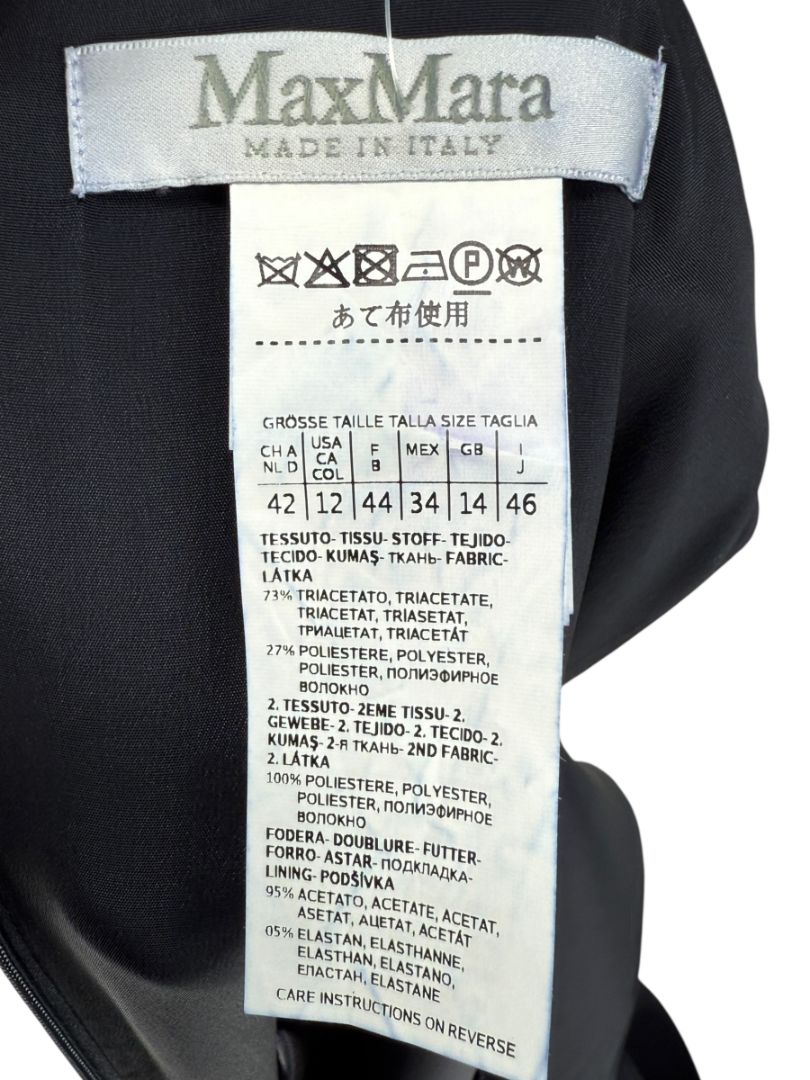 MaxMara
MADE IN ITALY
P W
あて布使用
GRÖSSE TAILLE TALLA SIZE TAGLIA
CH A NL D USA CA COL F B MEX GB I J
42 12 44 34 14 46
TESSUTO- TISSU- STOFF- TEJIDO-
TECIDO- KUMAŞ- ТКАНЬ- FABRIC-
LÁTKA
73% TRIACETATO, TRIACETATE,
TRIACETAT, TRİASETAT,
ТРИАЦЕТАТ, TRIACETÁT
27% POLIESTERE, POLYESTER,
POLIESTER, ПОЛИЭФИРНОЕ
ВОЛОКНО
2. TESSUTO- 2EME TISSU- 2.
GEWEBE- 2. TEJIDO- 2. TECIDO- 2.
KUMAŞ- 2-Я ТКАНЬ- 2ND FABRIC-
2. LÁTKA
100% POLIESTERE, POLYESTER,
POLIESTER, ПОЛИЭФИРНОЕ
ВОЛОКНО
FODERA- DOUBLURE- FUTTER-
FORRO- ASTAR- ПОДКЛАДКА-
LINING- PODŠÍVKA
95% ACETATO, ACETATE, ACETAT,
ASETAT, АЦЕТАТ, ACETÁT
05% ELASTAN, ELASTHANNE,
ELASTHAN, ELASTANO,
ЕЛАСТАН, ELASTANE
CARE INSTRUCTIONS ON REVERSE